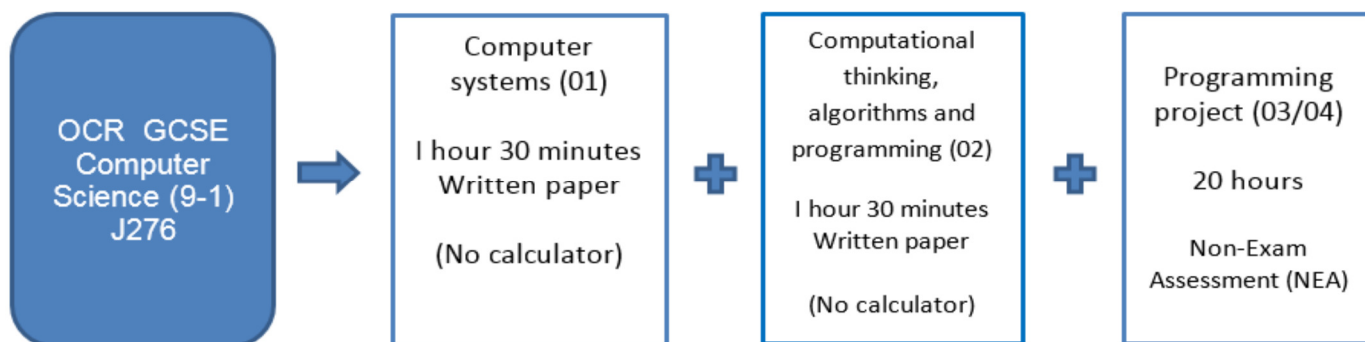 OCR GCSE
Computer
Science (9-1)
J276
Computer
systems (01)
I hour 30 minutes
Written paper
(No calculator)
Computational
thinking,
algorithms and
programming (02)
I hour 30 minutes
Written paper
(No calculator)
Programming
project (03/04)
20 hours
Non-Exam
Assessment (NEA)